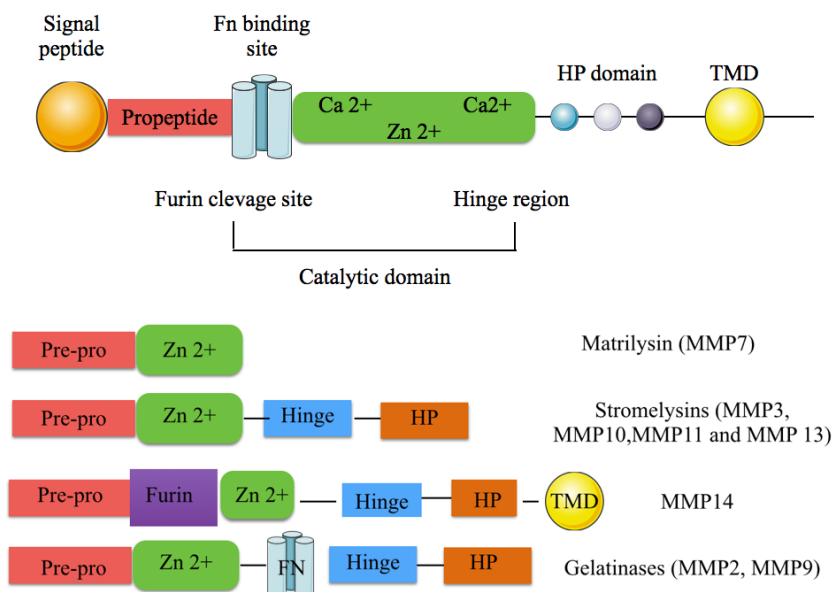 Signal
peptide
Fn binding
site
HP domain
TMD
Propeptide
Ca 2+
Ca2+
Zn 2+
Furin clevage site
Hinge region
Catalytic domain
Pre-pro
Zn 2+
Matrilysin (MMP7)
Pre-pro
Zn 2+
Hinge
HP
Stromelysins (MMP3,
MMP10,MMP11 and MMP 13)
Pre-pro
Furin
Zn 2+
Hinge
HP
TMD
MMP14
Pre-pro
Zn 2+
FN
Hinge
HP
Gelatinases (MMP2, MMP9)